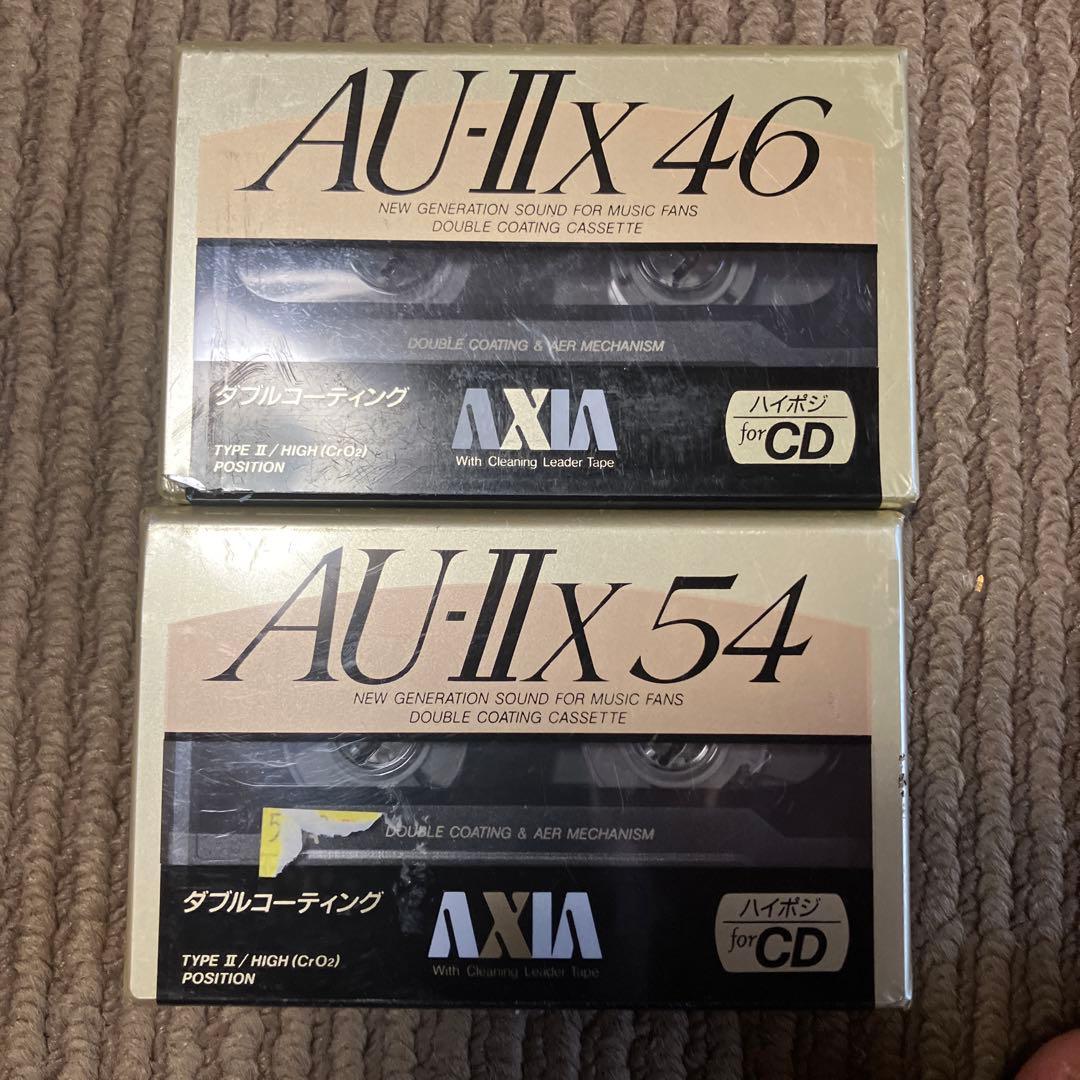 AU-IIX 46
NEW GENERATION SOUND FOR MUSIC FANS
DOUBLE COATING CASSETTE
DOUBLE COATING & AER MECHANISM
ダブルコーティング
TYPE II / HIGH (CrO2)
POSITION
AXIA
With Cleaning Leader Tape
ハイポジ
for CD
AU-IIX 54
NEW GENERATION SOUND FOR MUSIC FANS
DOUBLE COATING CASSETTE
5
DOUBLE COATING & AER MECHANISM
ダブルコーティング
TYPE II / HIGH (CrO2)
POSITION
AXIA
With Cleaning Leader Tape
ハイポジ
for CD